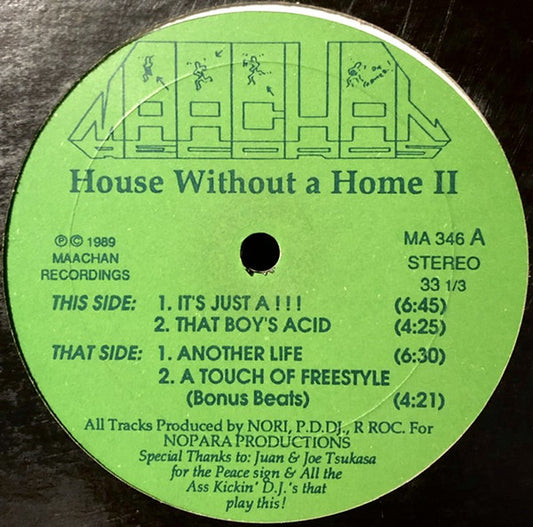 MAACHAN
RECORDS
House Without a Home II
℗ © 1989
MAACHAN
RECORDINGS
MA 346 A
STEREO
33 1/3
THIS SIDE: 1. IT'S JUST A ! ! ! (6:45)
2. THAT BOY'S ACID (4:25)
THAT SIDE: 1. ANOTHER LIFE (6:30)
2. A TOUCH OF FREESTYLE
(Bonus Beats) (4:21)
All Tracks Produced by NORI, P.D.DJ., R ROC. For
NOPARA PRODUCTIONS
Special Thanks to: Juan & Joe Tsukasa
for the Peace sign & All the
Ass Kickin' D.J.'s that
play this!